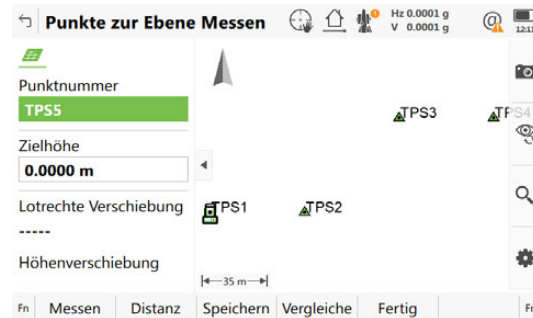 Punkte zur Ebene Messen
Hz 0.0001 g
V 0.0001 g
Punktnummer
TPS5
Zielhöhe
0.0000 m
Lotrechte Verschiebung
-----
Höhenverschiebung
TPS3
TPS4
TPS1
TPS2
35 m
Fn Messen Distanz Speichern Vergleiche Fertig